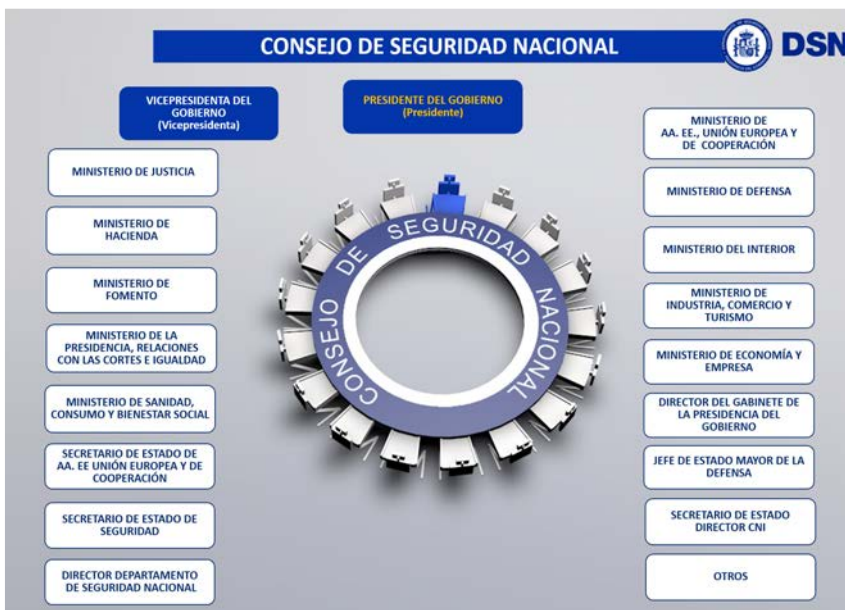 CONSEJO DE SEGURIDAD NACIONAL
DSN
VICEPRESIDENTA DEL
GOBIERNO
(Vicepresidenta)
PRESIDENTE DEL GOBIERNO
(Presidente)
MINISTERIO DE JUSTICIA
MINISTERIO DE
HACIENDA
MINISTERIO DE
FOMENTO
MINISTERIO DE LA
PRESIDENCIA, RELACIONES
CON LAS CORTES E IGUALDAD
MINISTERIO DE SANIDAD,
CONSUMO Y BIENESTAR SOCIAL
SECRETARIO DE ESTADO DE
AA. EE UNIÓN EUROPEA Y DE
COOPERACIÓN
SECRETARIO DE ESTADO DE
SEGURIDAD
DIRECTOR DEPARTAMENTO
DE SEGURIDAD NACIONAL
CONSEJO DE SEGURIDAD NACIONAL
MINISTERIO DE
AA. EE., UNIÓN EUROPEA Y
DE COOPERACIÓN
MINISTERIO DE DEFENSA
MINISTERIO DEL INTERIOR
MINISTERIO DE
INDUSTRIA, COMERCIO Y
TURISMO
MINISTERIO DE ECONOMÍA Y
EMPRESA
DIRECTOR DEL GABINETE DE
LA PRESIDENCIA DEL
GOBIERNO
JEFE DE ESTADO MAYOR DE LA
DEFENSA
SECRETARIO DE ESTADO
DIRECTOR CNI
OTROS